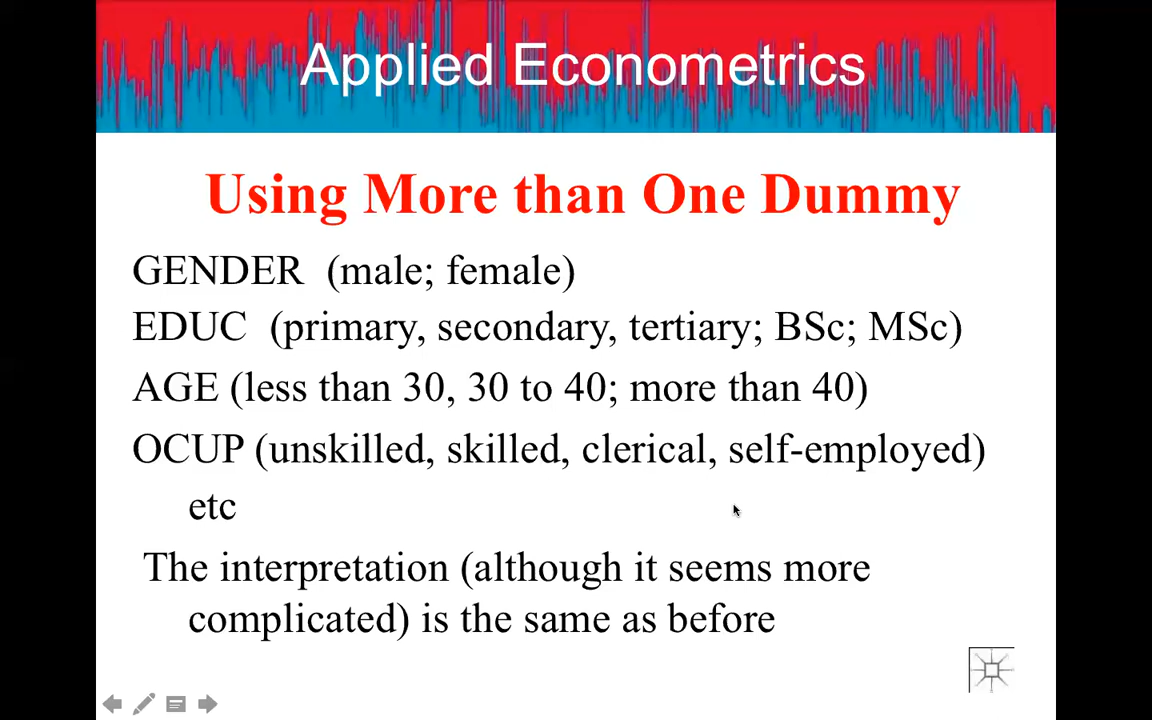 Applied Econometrics
Using More than One Dummy
GENDER (male; female)
EDUC (primary, secondary, tertiary; BSc; MSc)
AGE (less than 30, 30 to 40; more than 40)
OCUP (unskilled, skilled, clerical, self-employed)
etc
The interpretation (although it seems more
complicated) is the same as before